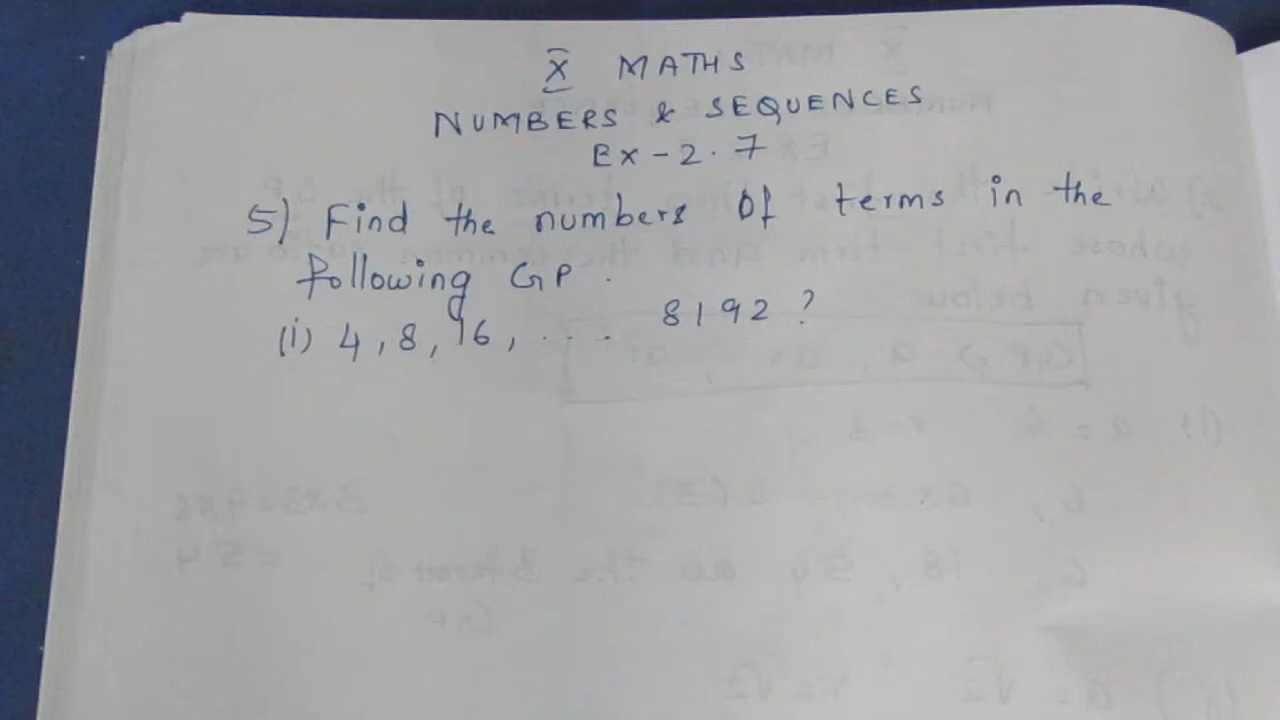 X MATHS
NUMBERS & SEQUENCES
Ex-2.7
5) Find the numbers of terms in the
following GP.
(i) 4, 8, 16, .... 8192?